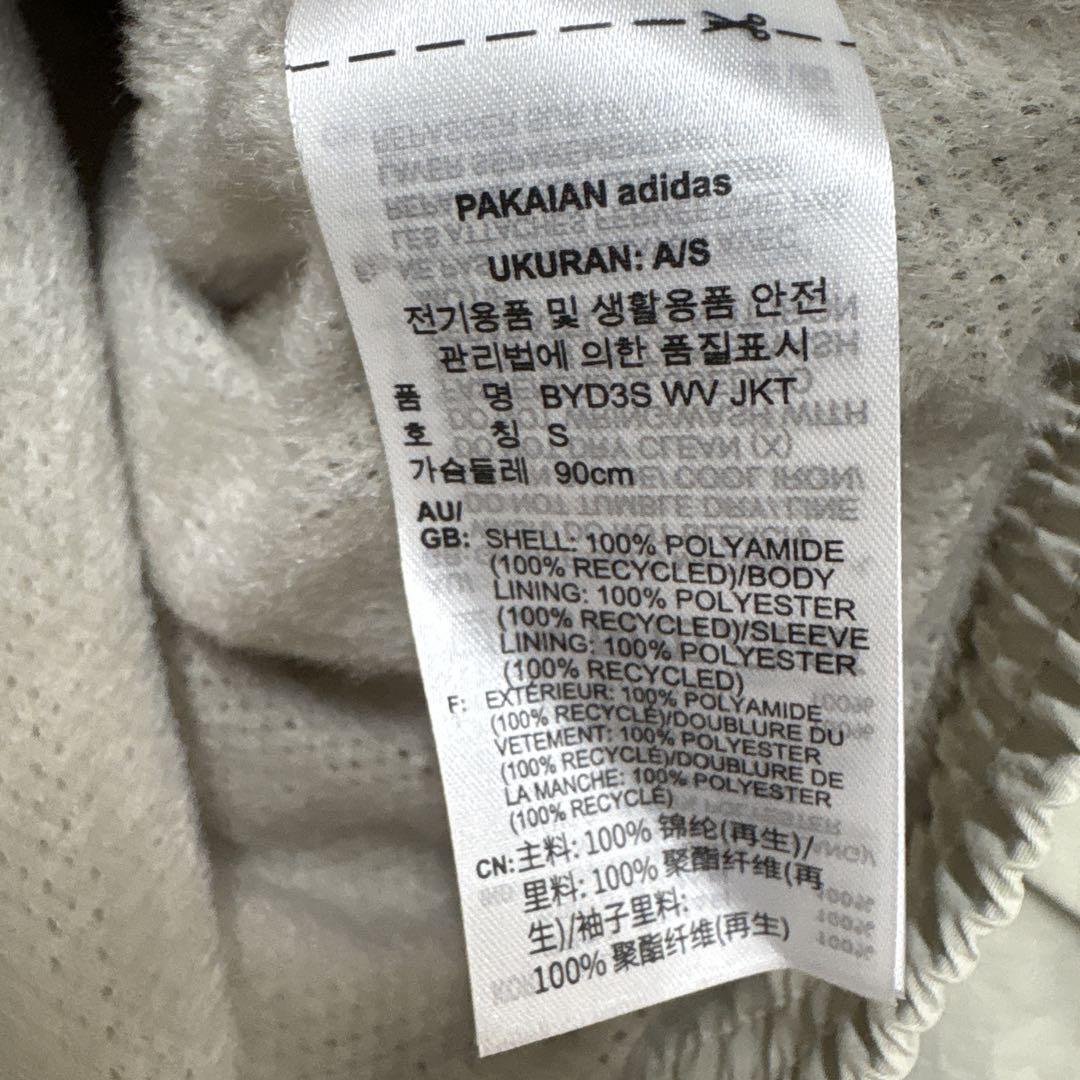 PAKAIAN adidas
UKURAN: A/S
전기용품 및 생활용품 안전
관리법에 의한 품질표시
품 명 BYD3S WV JKT
호 칭 S
가슴둘레 90cm
AU/
GB: SHELL: 100% POLYAMIDE
(100% RECYCLED)/BODY
LINING: 100% POLYESTER
(100% RECYCLED)/SLEEVE
LINING: 100% POLYESTER
(100% RECYCLED)
F: EXTÉRIEUR: 100% POLYAMIDE
(100% RECYCLÉ)/DOUBLURE DU
VETEMENT: 100% POLYESTER
(100% RECYCLÉ)/DOUBLURE DE
LA MANCHE: 100% POLYESTER
(100% RECYCLÉ)
CN: 主料: 100% 锦纶(再生)/
里料: 100% 聚酯纤维(再
生)/袖子里料:
100% 聚酯纤维(再生)